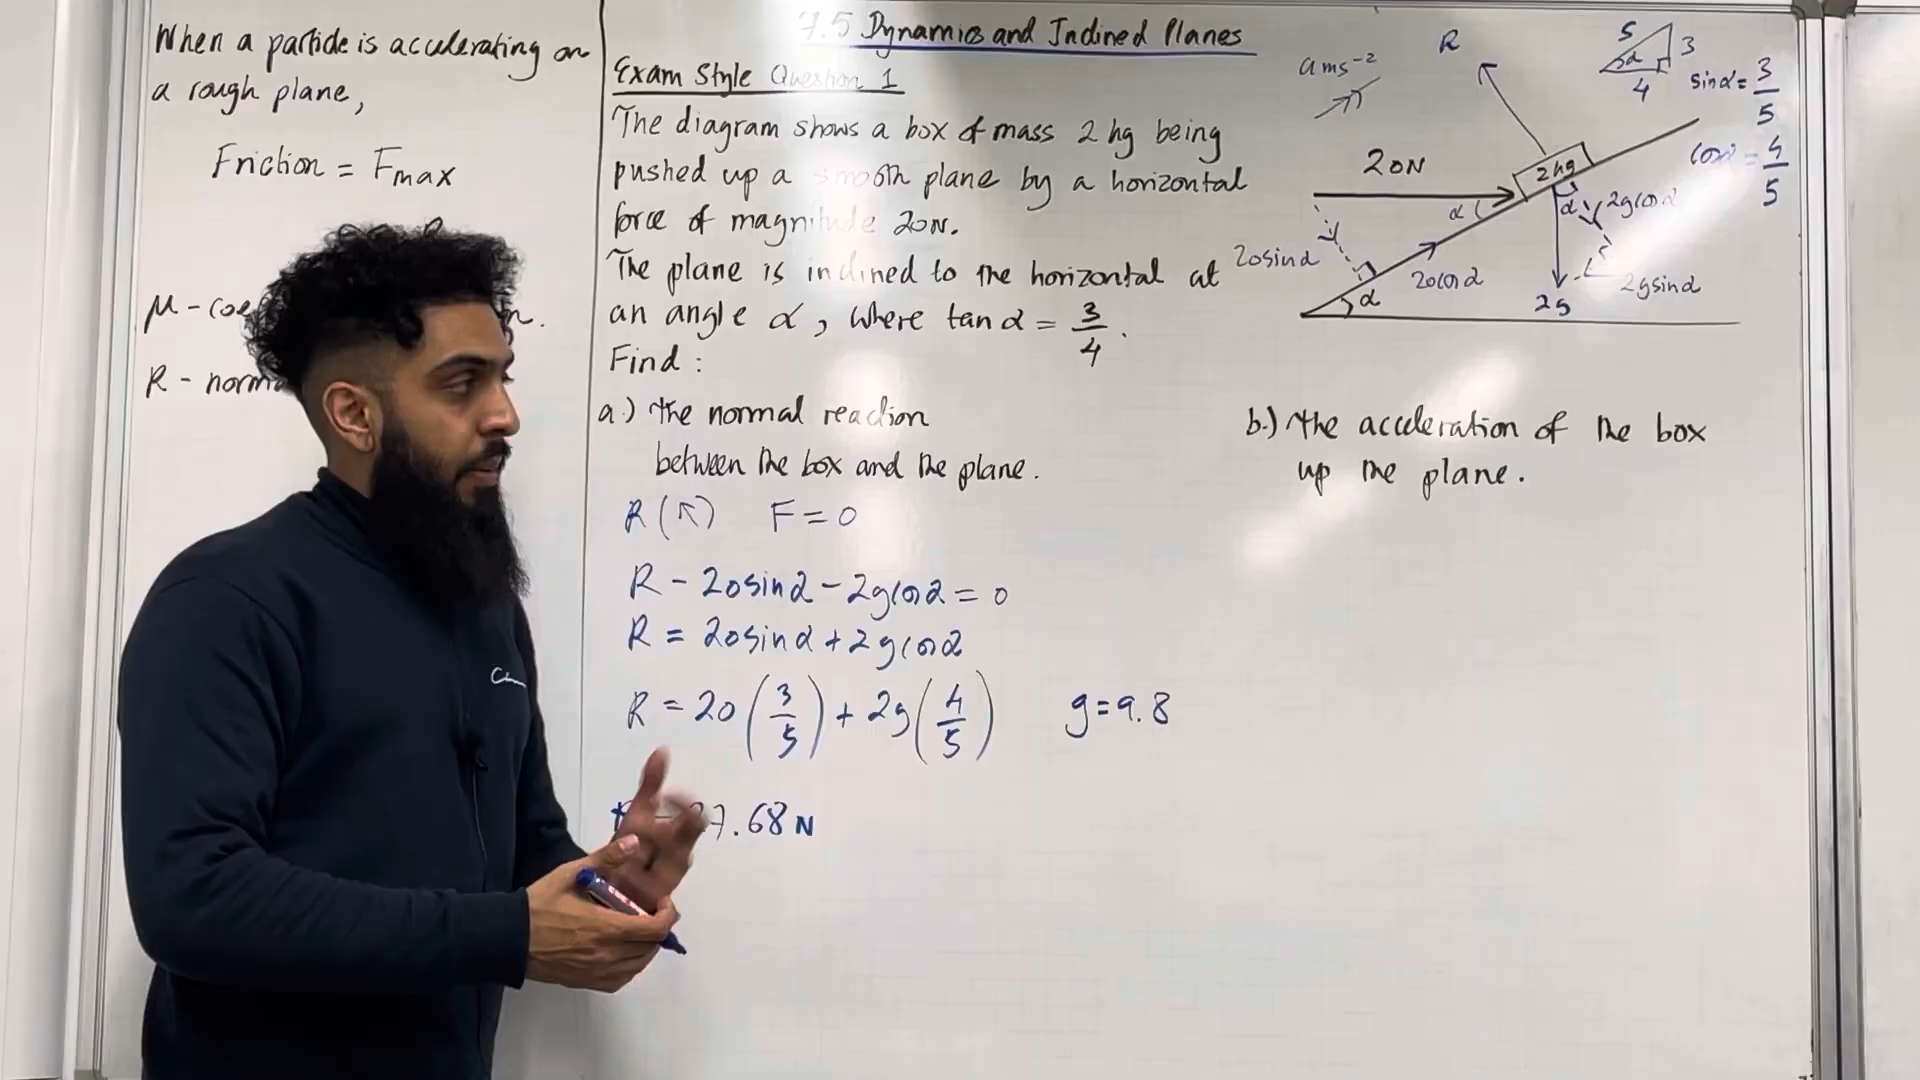 When a particle is accelerating on
a rough plane,
Friction = Fmax
μ - n.
R -
7.5 Dynamics and Inclined Planes
Exam Style Question 1
The diagram shows a box of mass 2 kg being
pushed up a smooth plane by a horizontal
force of magnitude 20N.
The plane is inclined to the horizontal at
an angle α, where tan α = 3/4.
Find :
a.) the normal reaction
between the box and the plane.
R(↖) F = 0
R - 20sinα - 2gcosα = 0
R = 20sinα + 2gcosα
R = 20(3/5) + 2g(4/5) g = 9.8
7.68 N
a ms⁻²
R
5
3
α
4
sinα = 3/5
cosα = 4/5
20N
2kg
α
α
2gcosα
20sinα
20cosα
α
2g
2gsinα
b.) the acceleration of the box
up the plane.